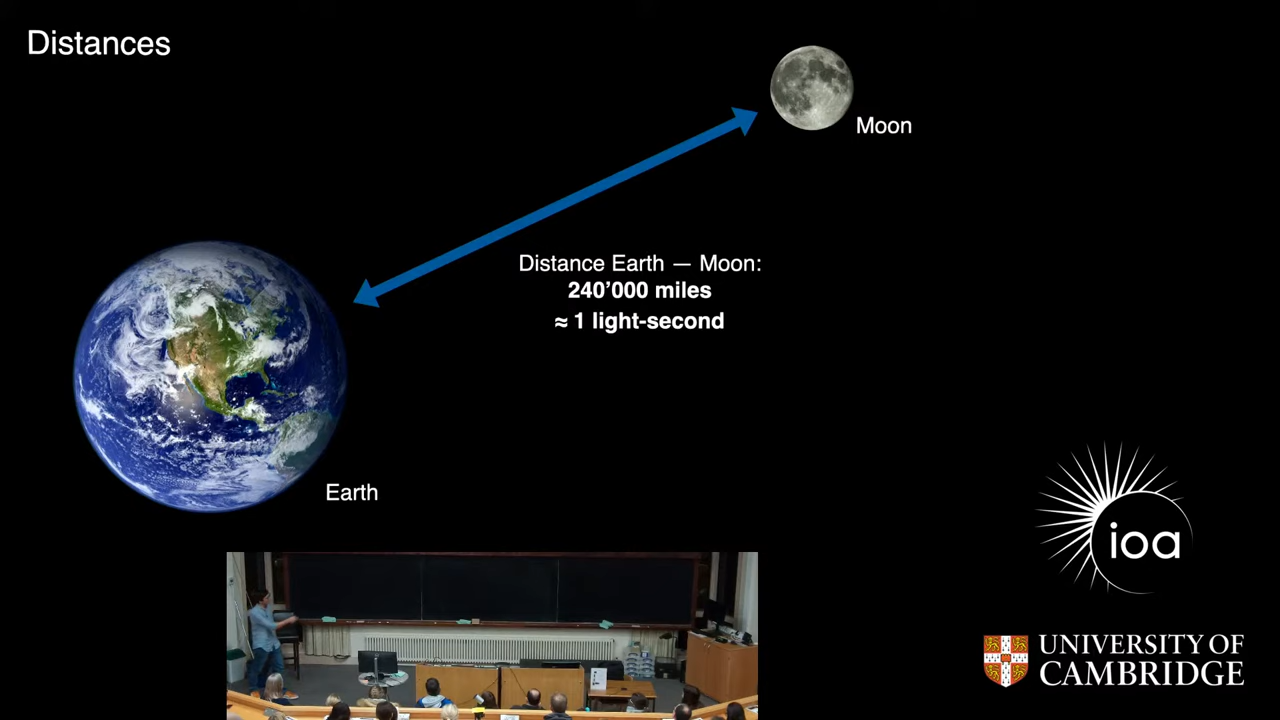 Distances
Moon
Distance Earth — Moon:
240’000 miles
≈ 1 light-second
Earth
ioa
UNIVERSITY OF
CAMBRIDGE